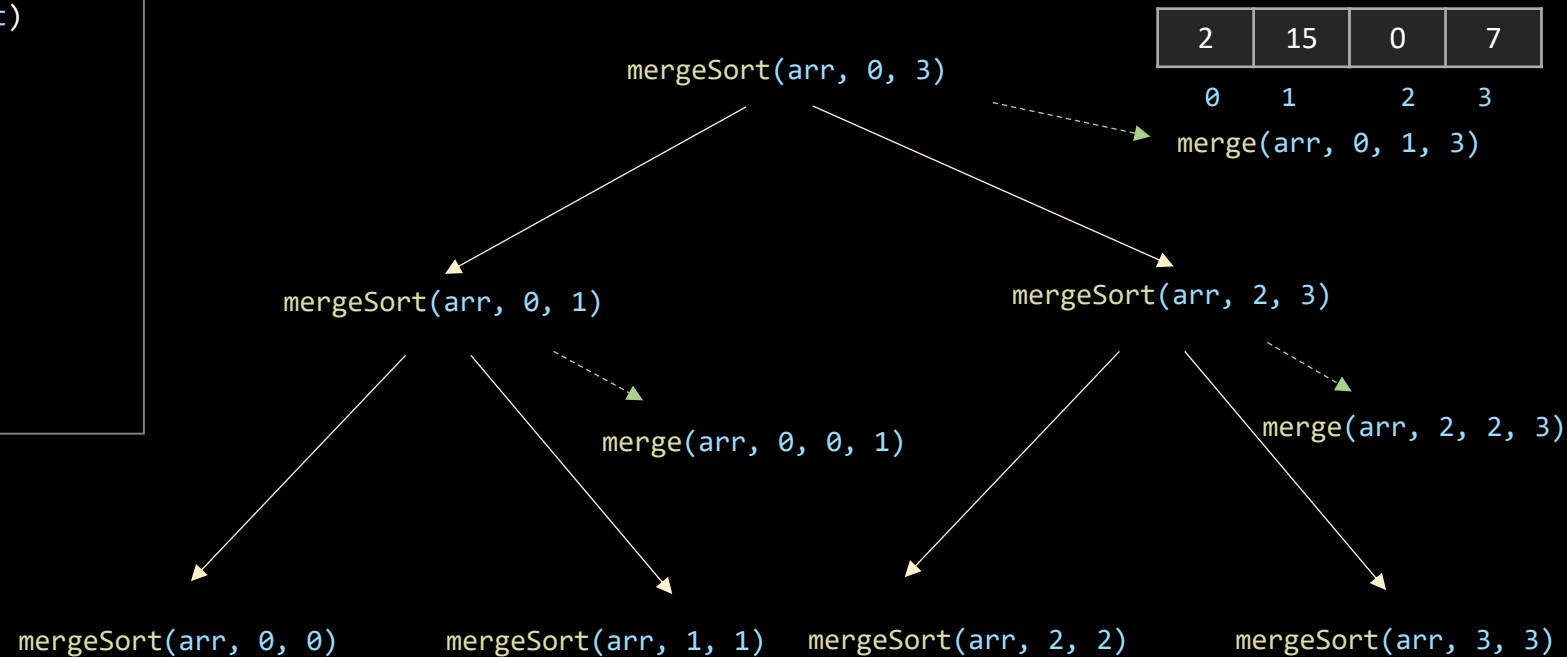 t)
2 15 0 7
mergeSort(arr, 0, 3)
0 1 2 3
merge(arr, 0, 1, 3)
mergeSort(arr, 0, 1)
mergeSort(arr, 2, 3)
merge(arr, 0, 0, 1)
merge(arr, 2, 2, 3)
mergeSort(arr, 0, 0)
mergeSort(arr, 1, 1)
mergeSort(arr, 2, 2)
mergeSort(arr, 3, 3)